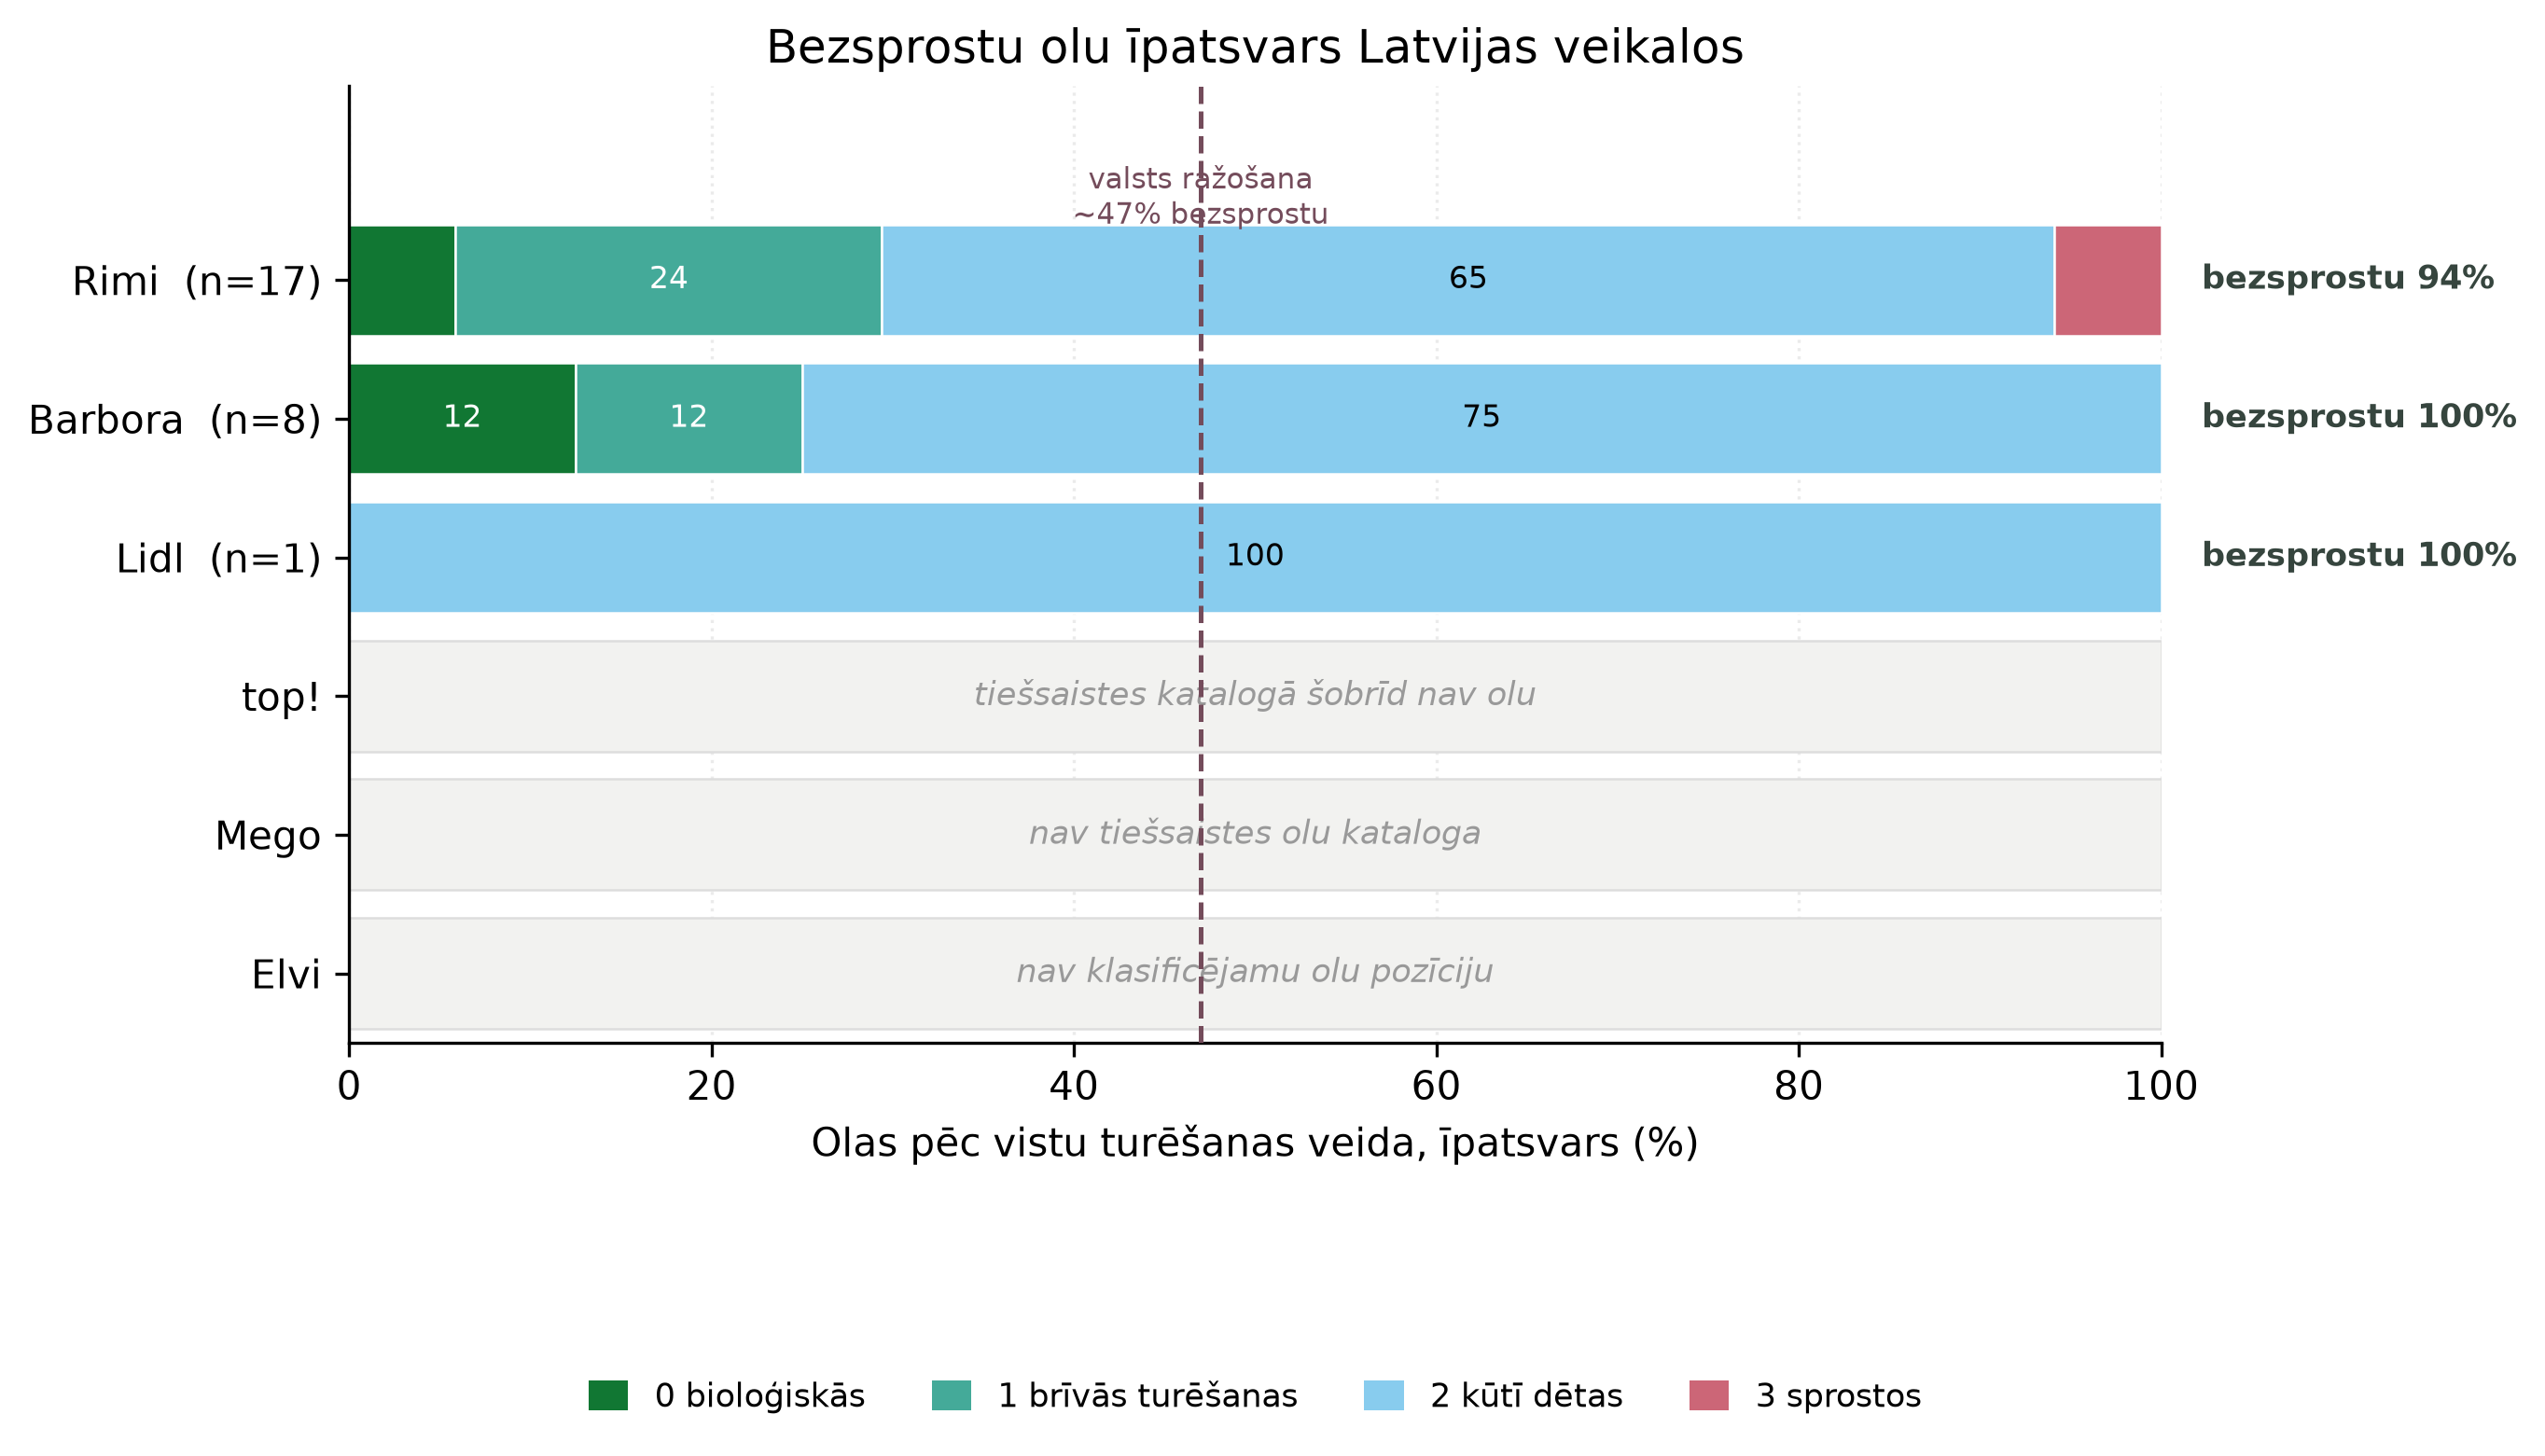 Bezsprostu olu īpatsvars Latvijas veikalos
valsts ražošana
~47% bezsprostu
Rimi (n=17) 24 65 bezsprostu 94%
Barbora (n=8) 12 12 75 bezsprostu 100%
Lidl (n=1) 100 bezsprostu 100%
top! tiešsaistes katalogā šobrīd nav olu
Mego nav tiešsaistes olu kataloga
Elvi nav klasificējamu olu pozīciju
0 20 40 60 80 100
Olas pēc vistu turēšanas veida, īpatsvars (%)
0 bioloģiskās 1 brīvās turēšanas 2 kūtī dētas 3 sprostos